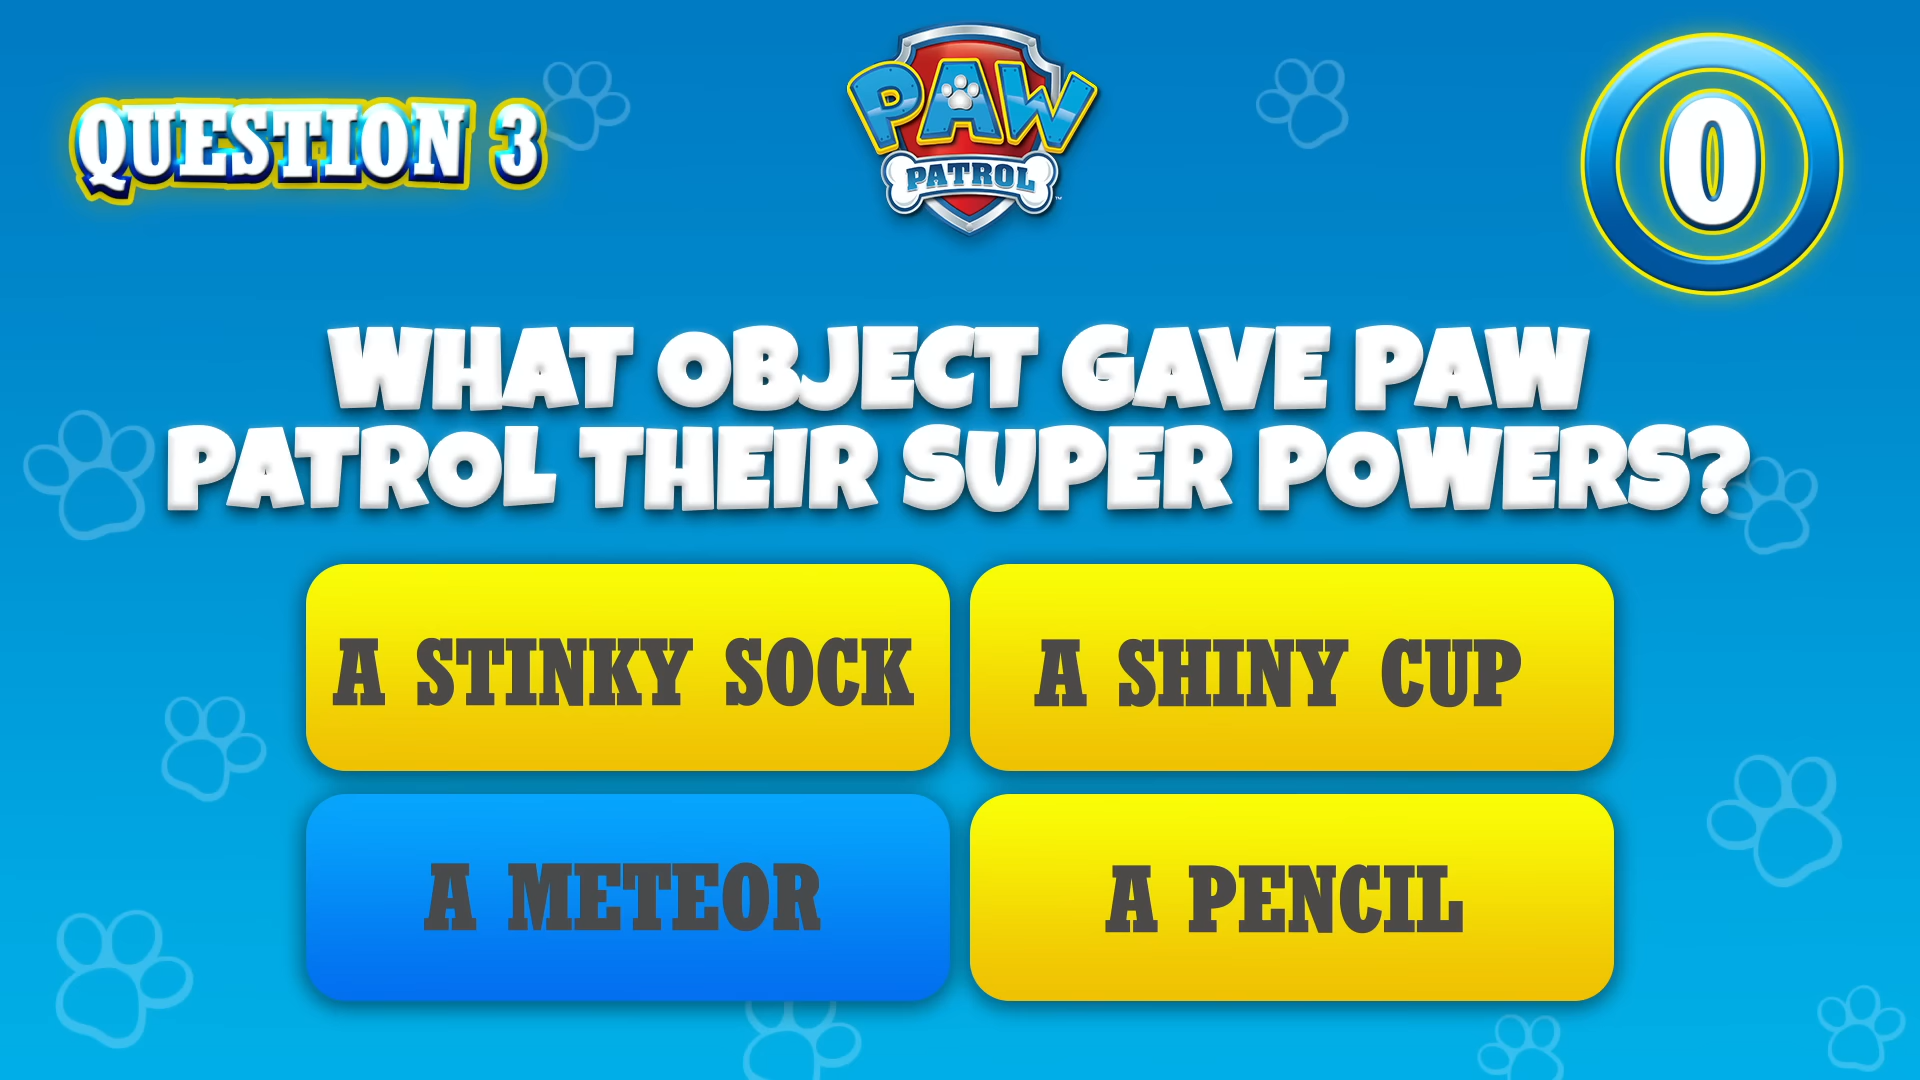 PAW
PATROL
QUESTION 3
0
WHAT OBJECT GAVE PAW
PATROL THEIR SUPER POWERS?
A STINKY SOCK
A SHINY CUP
A METEOR
A PENCIL